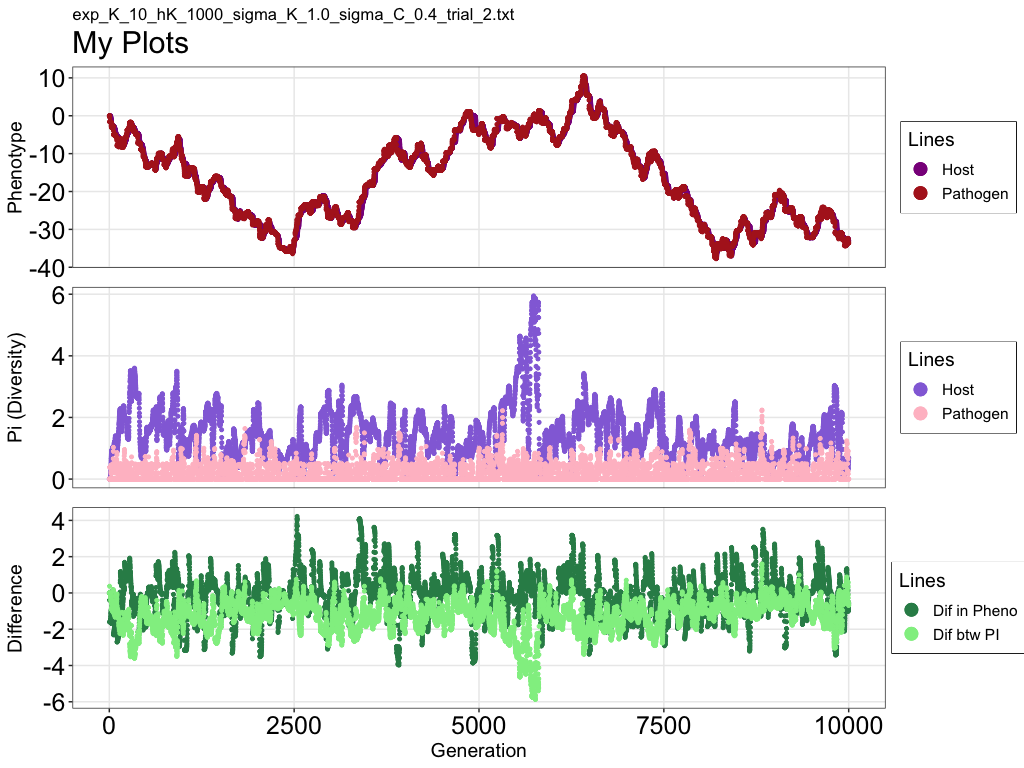 exp_K_10_hK_1000_sigma_K_1.0_sigma_C_0.4_trial_2.txt
My Plots
Phenotype
10
0
-10
-20
-30
-40
Lines
Host
Pathogen
Pi (Diversity)
6
4
2
0
Lines
Host
Pathogen
Difference
4
2
0
-2
-4
-6
Lines
Dif in Pheno
Dif btw PI
0 2500 5000 7500 10000
Generation